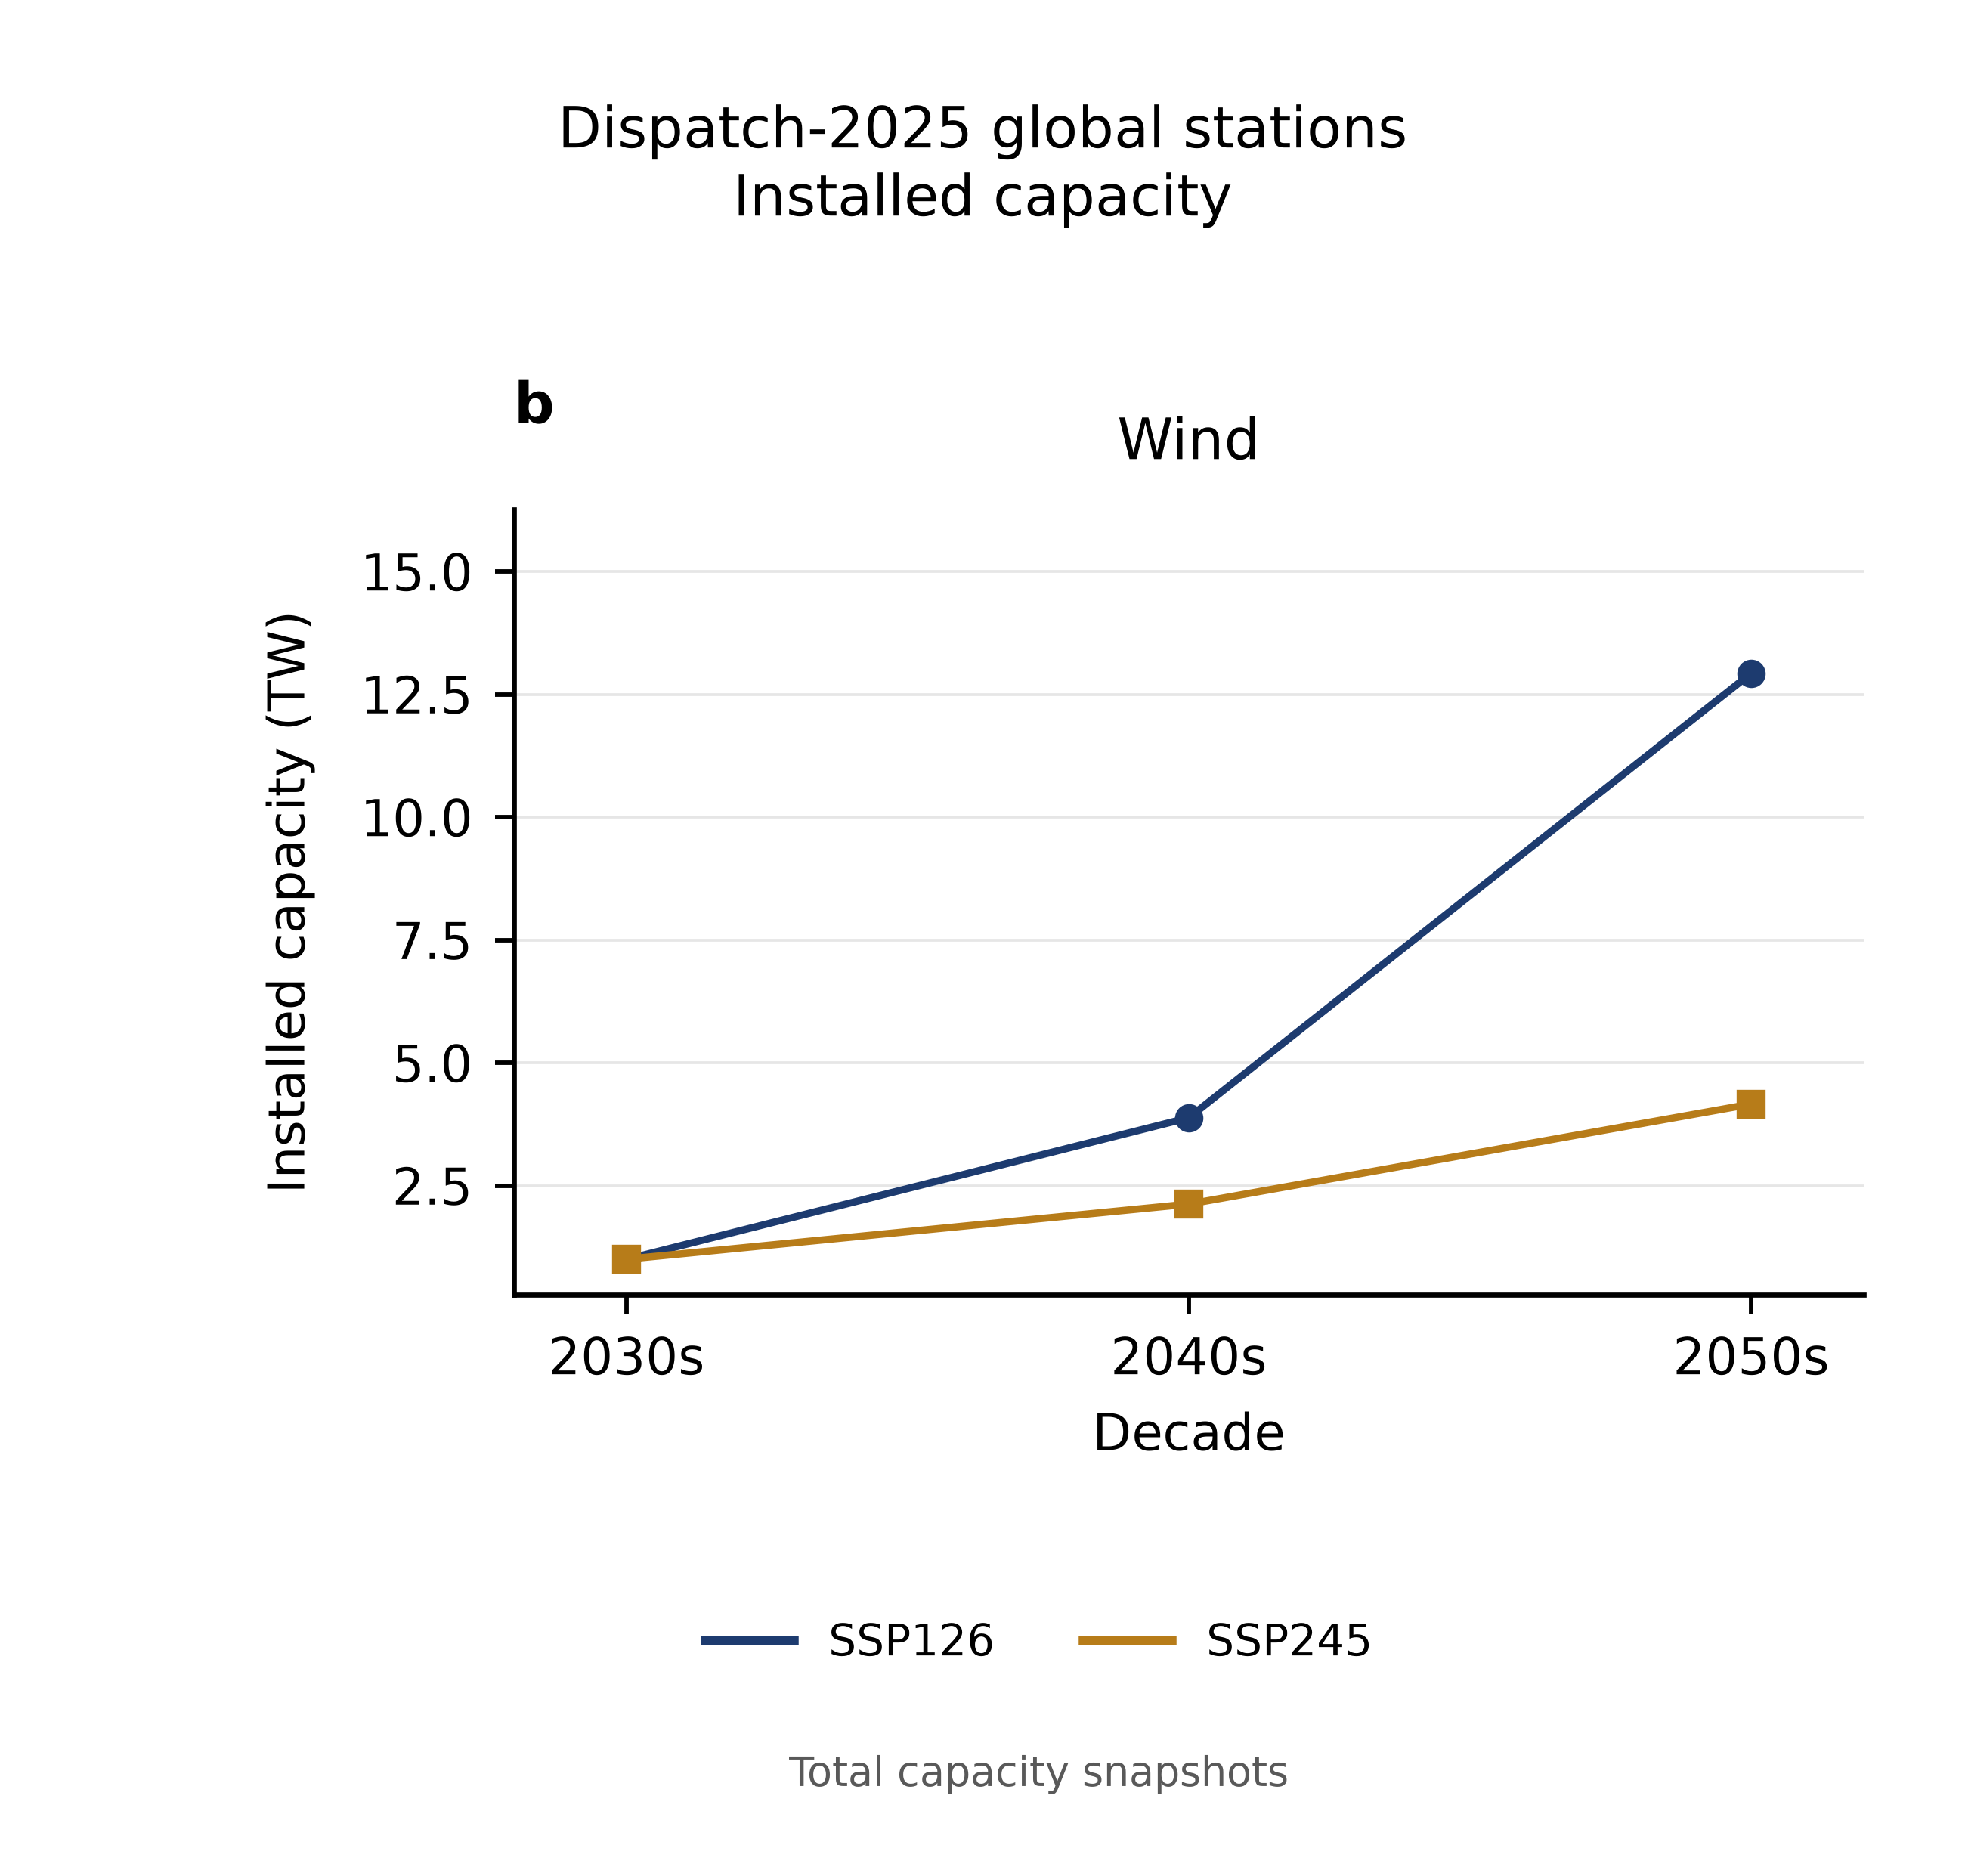 Dispatch-2025 global stations
Installed capacity
b
Wind
Installed capacity (TW)
15.0
12.5
10.0
7.5
5.0
2.5
2030s 2040s 2050s
Decade
SSP126 SSP245
Total capacity snapshots